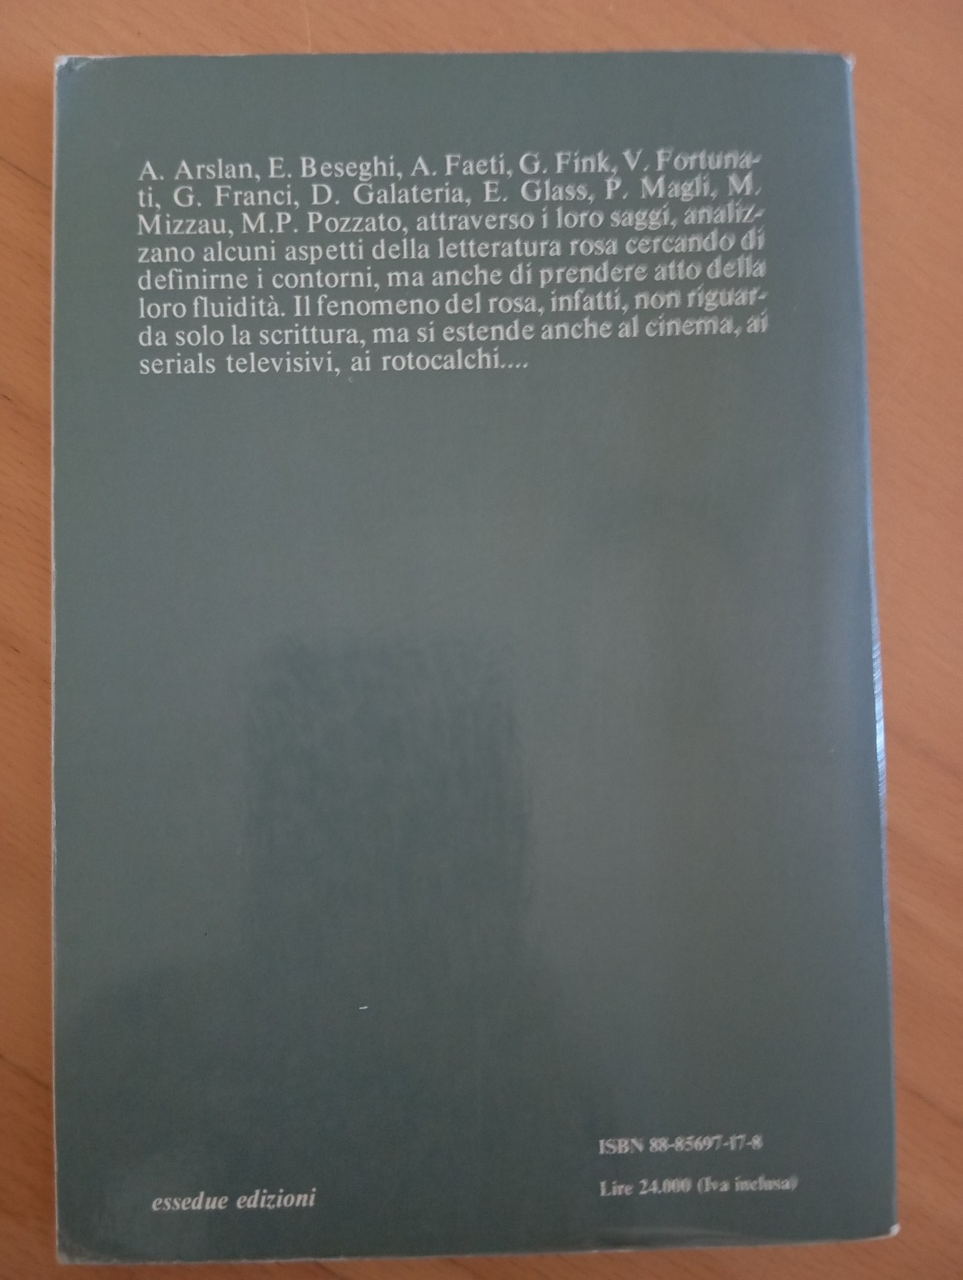 A. Arslan, E. Beseghi, A. Faeti, G. Fink, V. Fortuna-
ti, G. Franci, D. Galateria, E. Glass, P. Magli, M.
Mizzau, M.P. Pozzato, attraverso i loro saggi, analiz-
zano alcuni aspetti della letteratura rosa cercando di
definirne i contorni, ma anche di prendere atto della
loro fluidità. Il fenomeno del rosa, infatti, non riguar-
da solo la scrittura, ma si estende anche al cinema, ai
serials televisivi, ai rotocalchi....
ISBN 88-85697-17-8
Lire 24.000 (Iva inclusa)
essedue edizioni